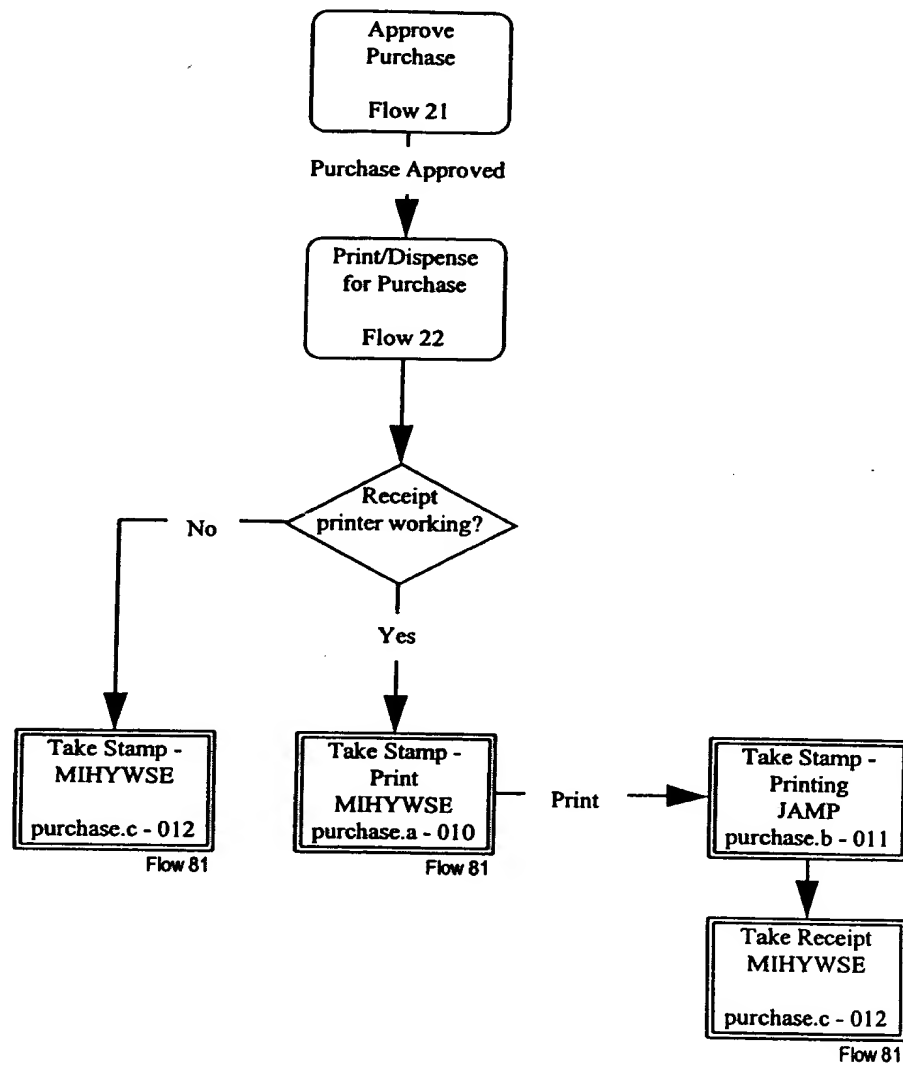 Approve
Purchase
Flow 21
Purchase Approved
Print/Dispense
for Purchase
Flow 22
Receipt
printer working?
No
Yes
Take Stamp -
MIHYWSE
purchase.c - 012
Flow 81
Take Stamp -
Print
MIHYWSE
purchase.a - 010
Flow 81
Print
Take Stamp -
Printing
JAMP
purchase.b - 011
Take Receipt
MIHYWSE
purchase.c - 012
Flow 81